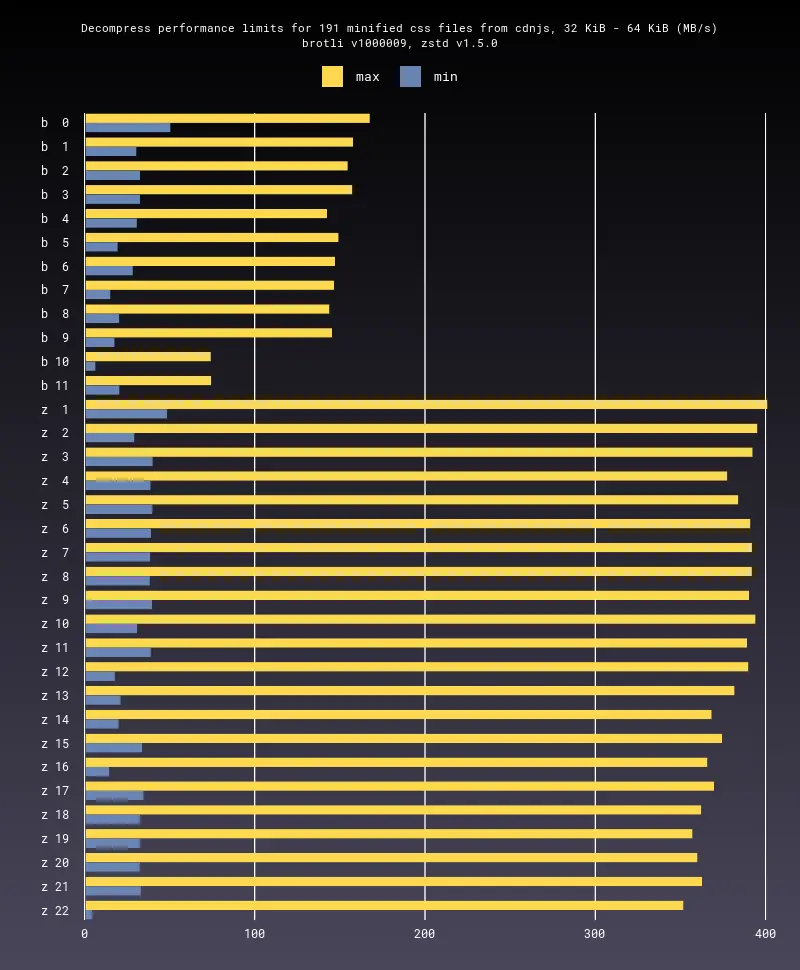 Decompress performance limits for 191 minified css files from cdnjs, 32 KiB - 64 KiB (MB/s)
brotli v1000009, zstd v1.5.0
max min
b 0
b 1
b 2
b 3
b 4
b 5
b 6
b 7
b 8
b 9
b 10
b 11
z 1
z 2
z 3
z 4
z 5
z 6
z 7
z 8
z 9
z 10
z 11
z 12
z 13
z 14
z 15
z 16
z 17
z 18
z 19
z 20
z 21
z 22
0 100 200 300 400